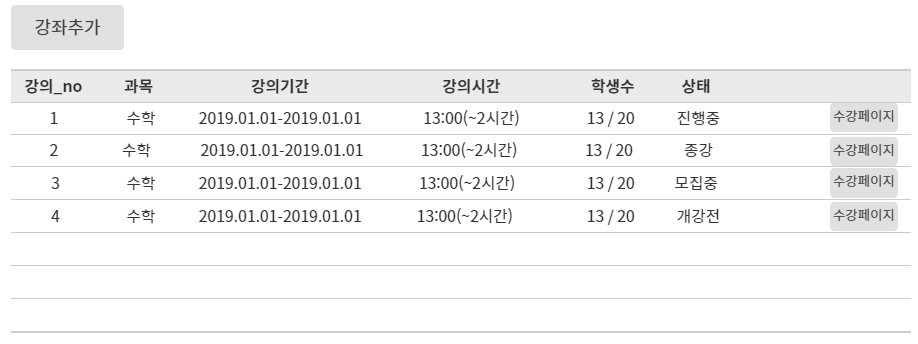 강좌추가
강의_no 과목 강의기간 강의시간 학생수 상태
1 수학 2019.01.01-2019.01.01 13:00(~2시간) 13 / 20 진행중 수강페이지
2 수학 2019.01.01-2019.01.01 13:00(~2시간) 13 / 20 종강 수강페이지
3 수학 2019.01.01-2019.01.01 13:00(~2시간) 13 / 20 모집중 수강페이지
4 수학 2019.01.01-2019.01.01 13:00(~2시간) 13 / 20 개강전 수강페이지